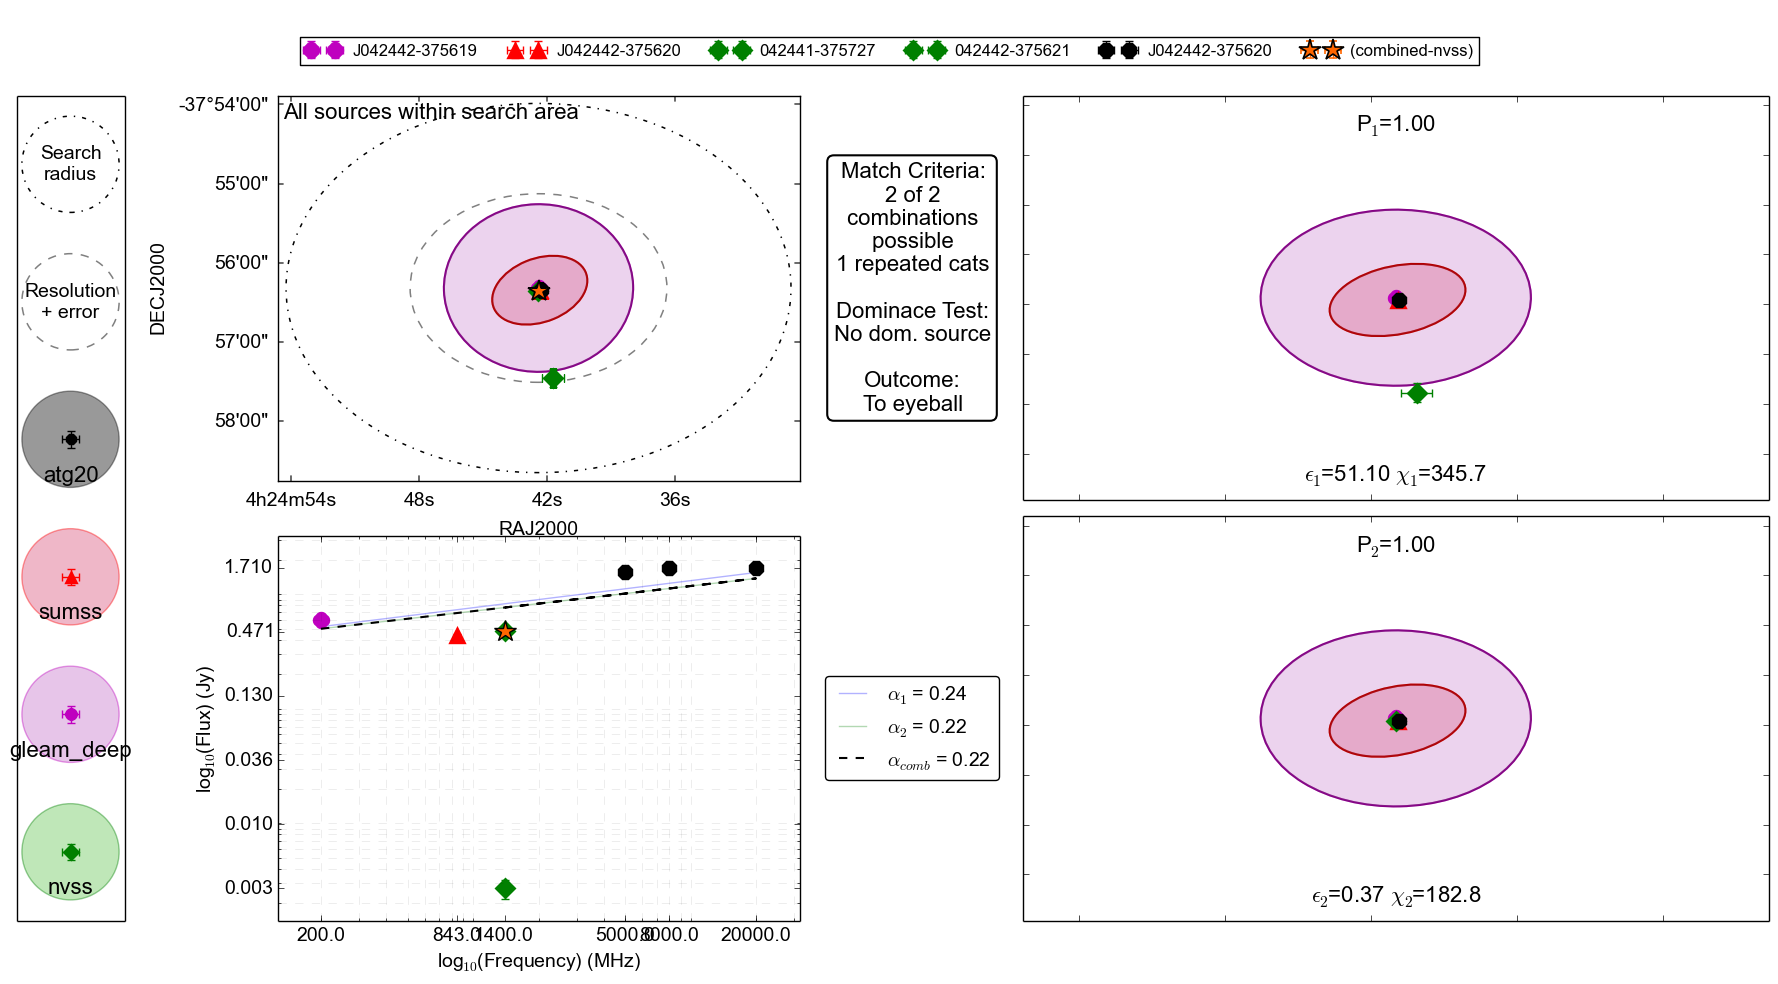 J042442-375619
J042442-375620
042441-375727
042442-375621
J042442-375620
(combined-nvss)
Search
radius
Resolution
+ error
atg20
sumss
gleam_deep
nvss
All sources within search area
DECJ2000
-37°54'00"
55'00"
56'00"
57'00"
58'00"
4h24m54s
48s
42s
36s
RAJ2000
Match Criteria:
2 of 2
combinations
possible
1 repeated cats
Dominace Test:
No dom. source
Outcome:
To eyeball
P1=1.00
ϵ1=51.10 χ1=345.7
log10(Flux) (Jy)
1.710
0.471
0.130
0.036
0.010
0.003
200.0
843.0
1400.0
5000.0
8000.0
20000.0
log10(Frequency) (MHz)
α1 = 0.24
α2 = 0.22
αcomb = 0.22
P2=1.00
ϵ2=0.37 χ2=182.8